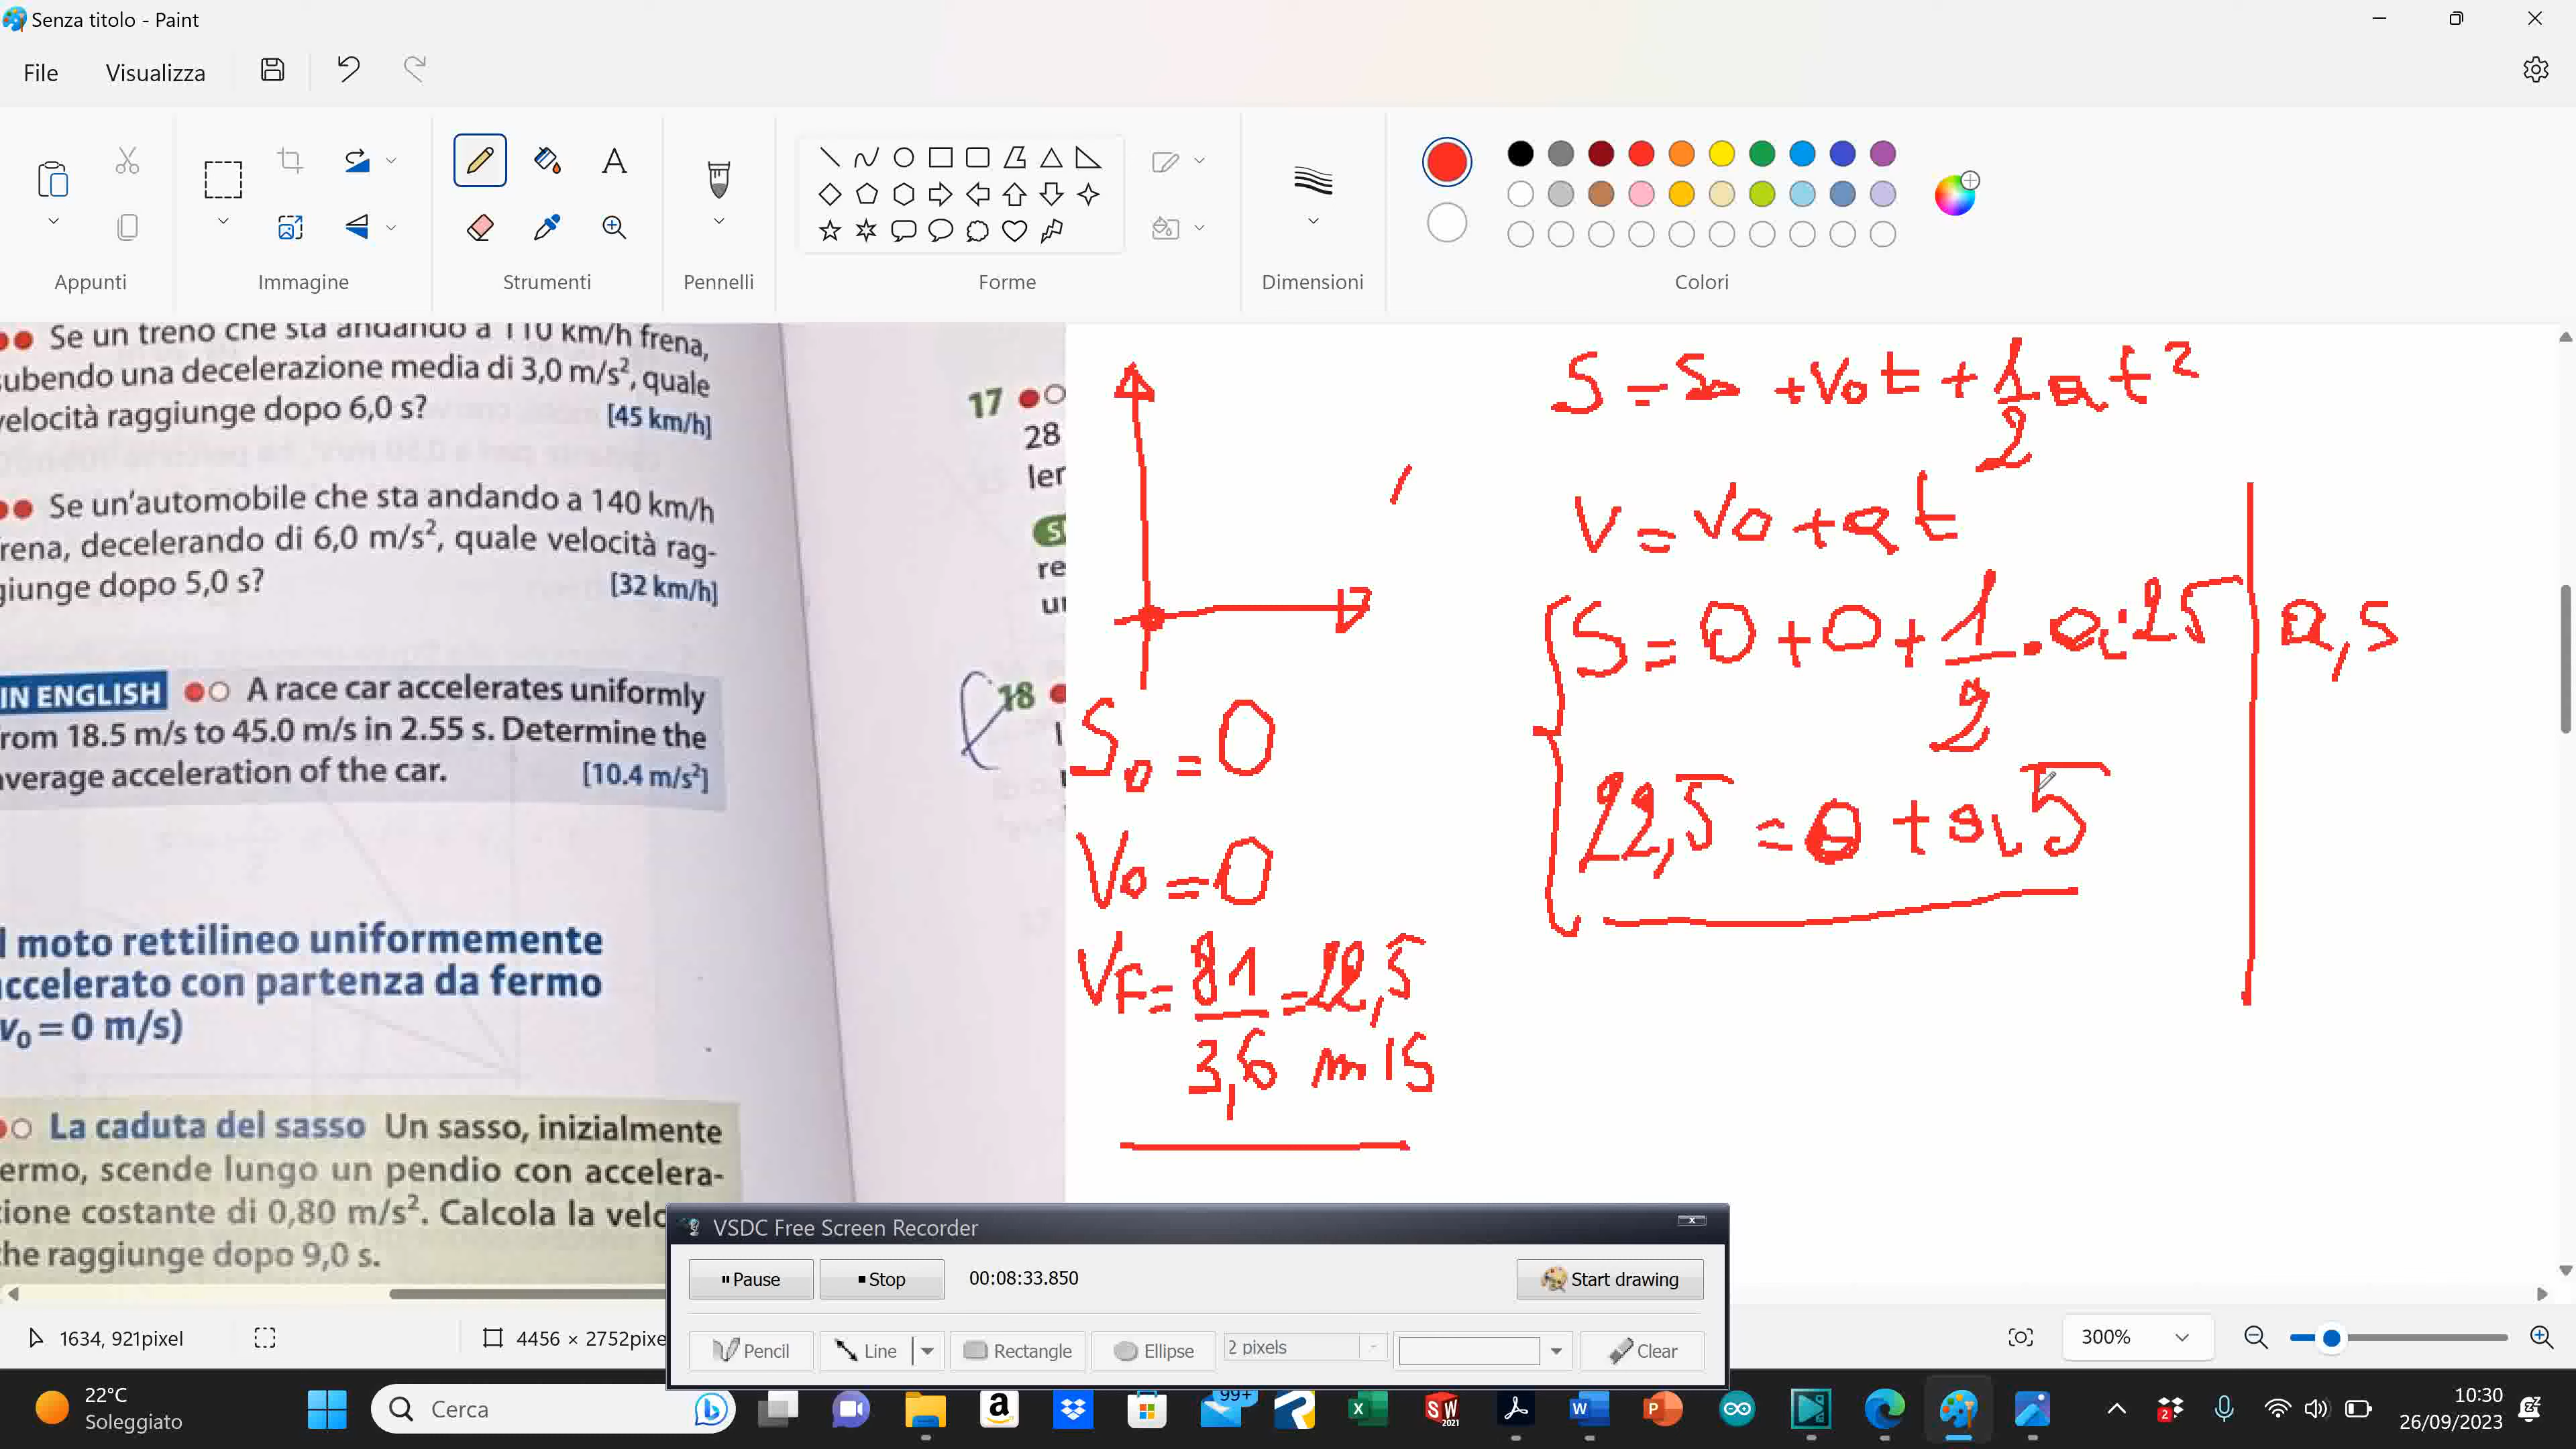 Senza titolo - Paint
File Visualizza
Appunti Immagine Strumenti Pennelli Forme Dimensioni Colori
Se un treno che sta andando a 110 km/h frena,
subendo una decelerazione media di 3,0 m/s², quale
velocità raggiunge dopo 6,0 s? [45 km/h]
Se un'automobile che sta andando a 140 km/h
frena, decelerando di 6,0 m/s², quale velocità rag-
giunge dopo 5,0 s? [32 km/h]
IN ENGLISH A race car accelerates uniformly
from 18.5 m/s to 45.0 m/s in 2.55 s. Determine the
average acceleration of the car. [10.4 m/s²]
l moto rettilineo uniformemente
accelerato con partenza da fermo
(v₀ = 0 m/s)
La caduta del sasso Un sasso, inizialmente
ermo, scende lungo un pendio con accelera-
zione costante di 0,80 m/s². Calcola la velo
che raggiunge dopo 9,0 s.
17
28
ler
re
18
S₀ = 0
V₀ = 0
VF = 81/3,6 = 22,5 m/s
S = S₀ + V₀t + 1/2 at²
V = V₀ + at
S = 0 + 0 + 1/2 · a · 25
a, s
22,5 = 0 + a · 5
VSDC Free Screen Recorder
Pause Stop 00:08:33.850 Start drawing
Pencil Line Rectangle Ellipse 2 pixels Clear
1634, 921pixel 4456 × 2752pixe 300%
22°C
Soleggiato
Cerca
99+
SW
2021
2
10:30
26/09/2023